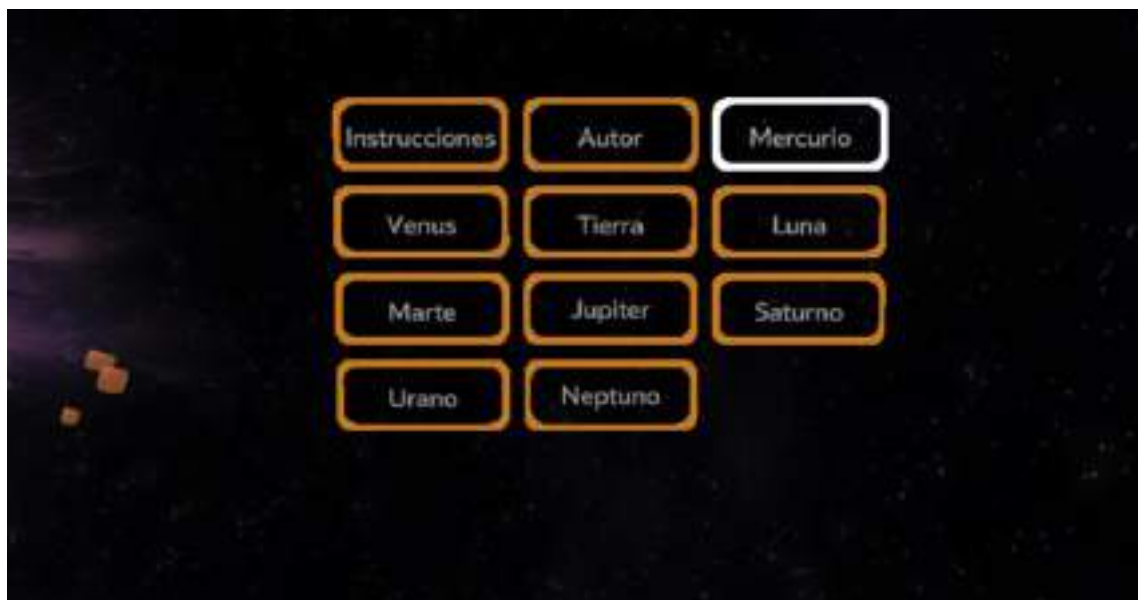 Instrucciones Autor Mercurio
Venus Tierra Luna
Marte Jupiter Saturno
Urano Neptuno